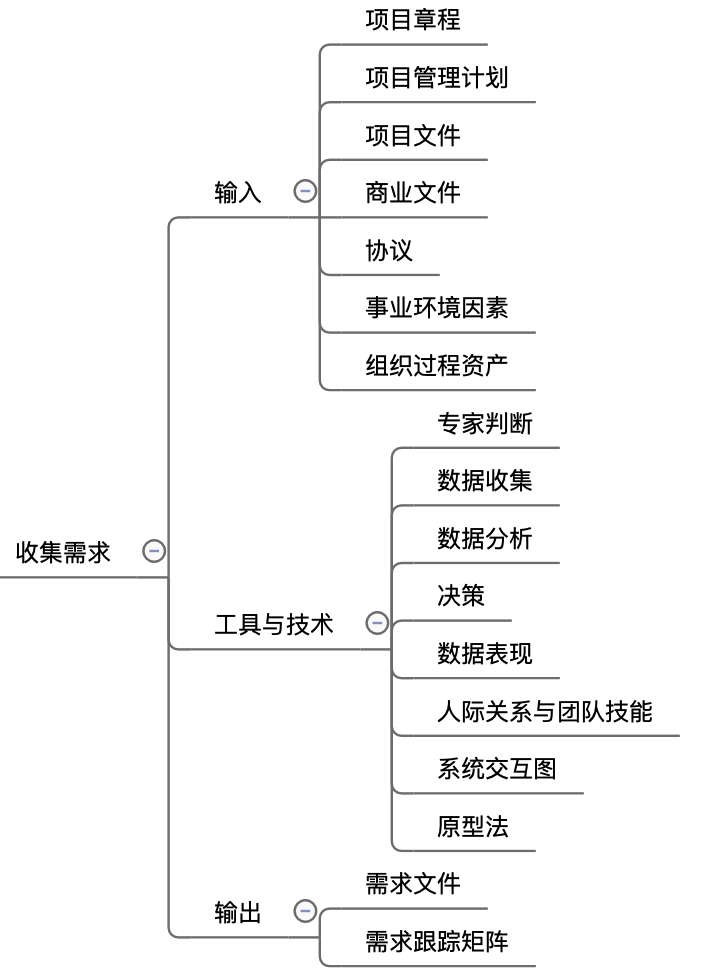 项目章程
项目管理计划
项目文件
输入
商业文件
协议
事业环境因素
组织过程资产
专家判断
数据收集
数据分析
收集需求
决策
工具与技术
数据表现
人际关系与团队技能
系统交互图
原型法
需求文件
输出
需求跟踪矩阵